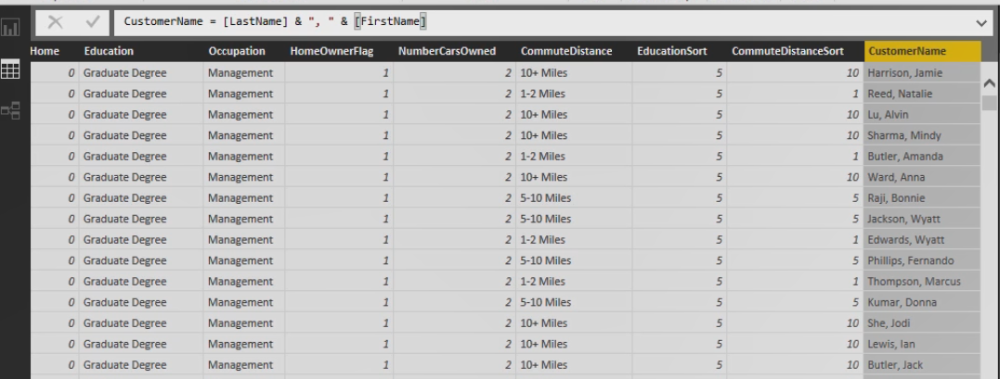 CustomerName = [LastName] & ", " & [FirstName]
Home Education Occupation HomeOwnerFlag NumberCarsOwned CommuteDistance EducationSort CommuteDistanceSort CustomerName
0 Graduate Degree Management 1 2 10+ Miles 5 10 Harrison, Jamie
0 Graduate Degree Management 1 2 1-2 Miles 5 1 Reed, Natalie
0 Graduate Degree Management 1 2 10+ Miles 5 10 Lu, Alvin
0 Graduate Degree Management 1 2 10+ Miles 5 10 Sharma, Mindy
0 Graduate Degree Management 1 2 1-2 Miles 5 1 Butler, Amanda
0 Graduate Degree Management 1 2 10+ Miles 5 10 Ward, Anna
0 Graduate Degree Management 1 2 5-10 Miles 5 5 Raji, Bonnie
0 Graduate Degree Management 1 2 5-10 Miles 5 5 Jackson, Wyatt
0 Graduate Degree Management 1 2 1-2 Miles 5 1 Edwards, Wyatt
0 Graduate Degree Management 1 2 5-10 Miles 5 5 Phillips, Fernando
0 Graduate Degree Management 1 2 1-2 Miles 5 1 Thompson, Marcus
0 Graduate Degree Management 1 2 5-10 Miles 5 5 Kumar, Donna
0 Graduate Degree Management 1 2 10+ Miles 5 10 She, Jodi
0 Graduate Degree Management 1 2 10+ Miles 5 10 Lewis, Ian
0 Graduate Degree Management 1 2 10+ Miles 5 10 Butler, Jack